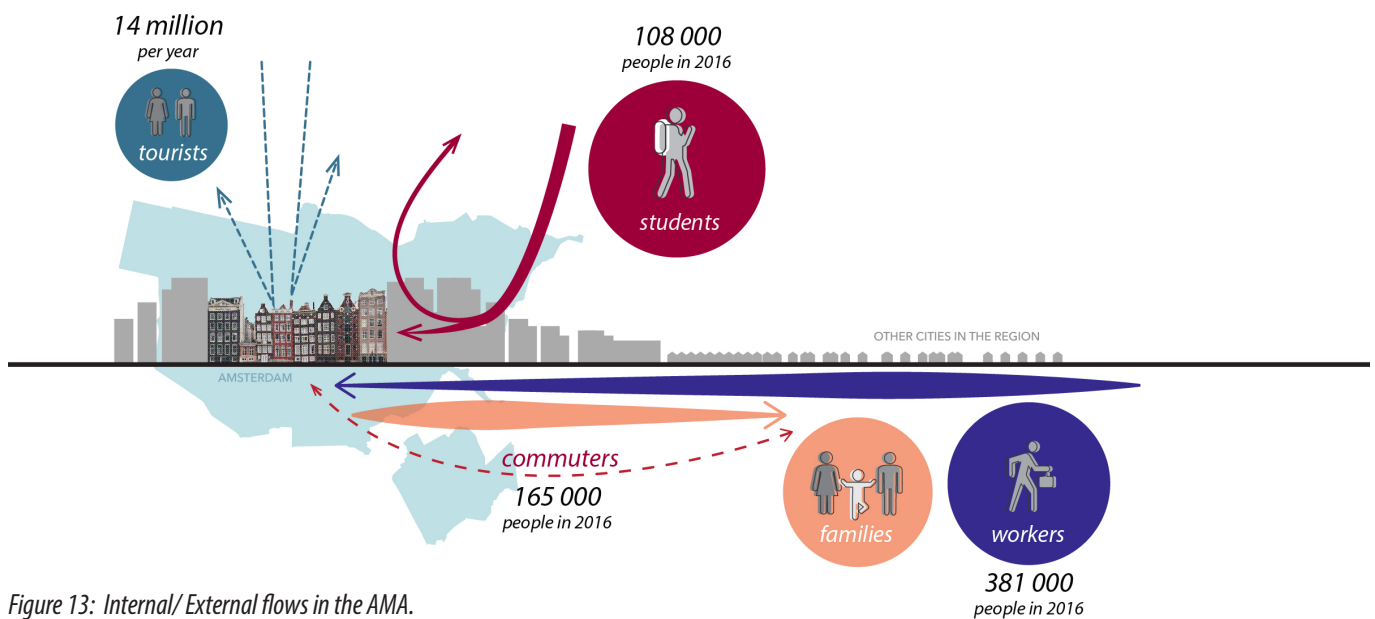 14 million
per year
tourists
108 000
people in 2016
students
OTHER CITIES IN THE REGION
AMSTERDAM
commuters
165 000
people in 2016
families
workers
381 000
people in 2016
Figure 13: Internal/ External flows in the AMA.